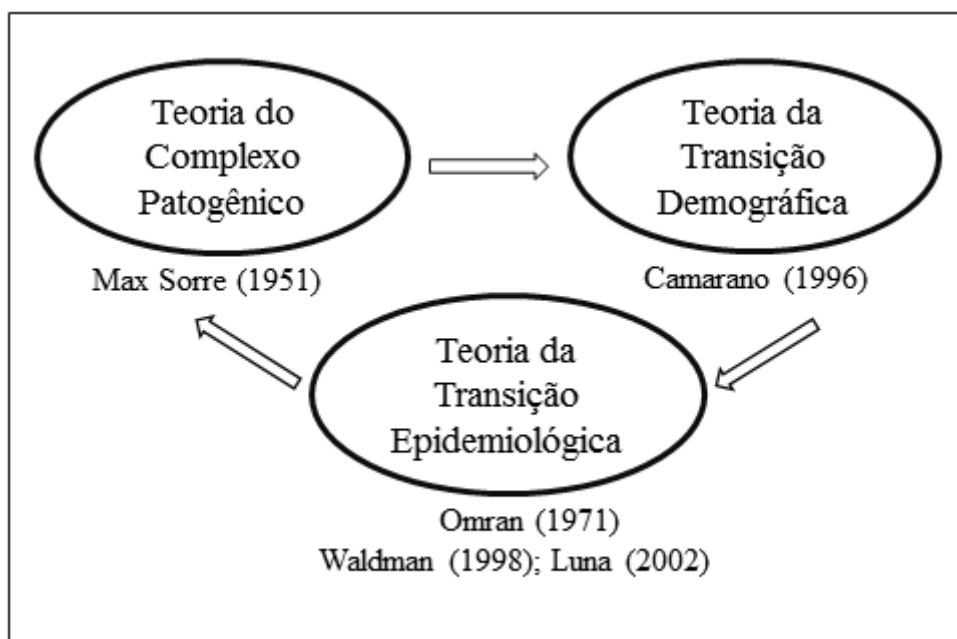 Teoria do
Complexo
Patogênico
Max Sorre (1951)
Teoria da
Transição
Demográfica
Camarano (1996)
Teoria da
Transição
Epidemiológica
Omran (1971)
Waldman (1998); Luna (2002)